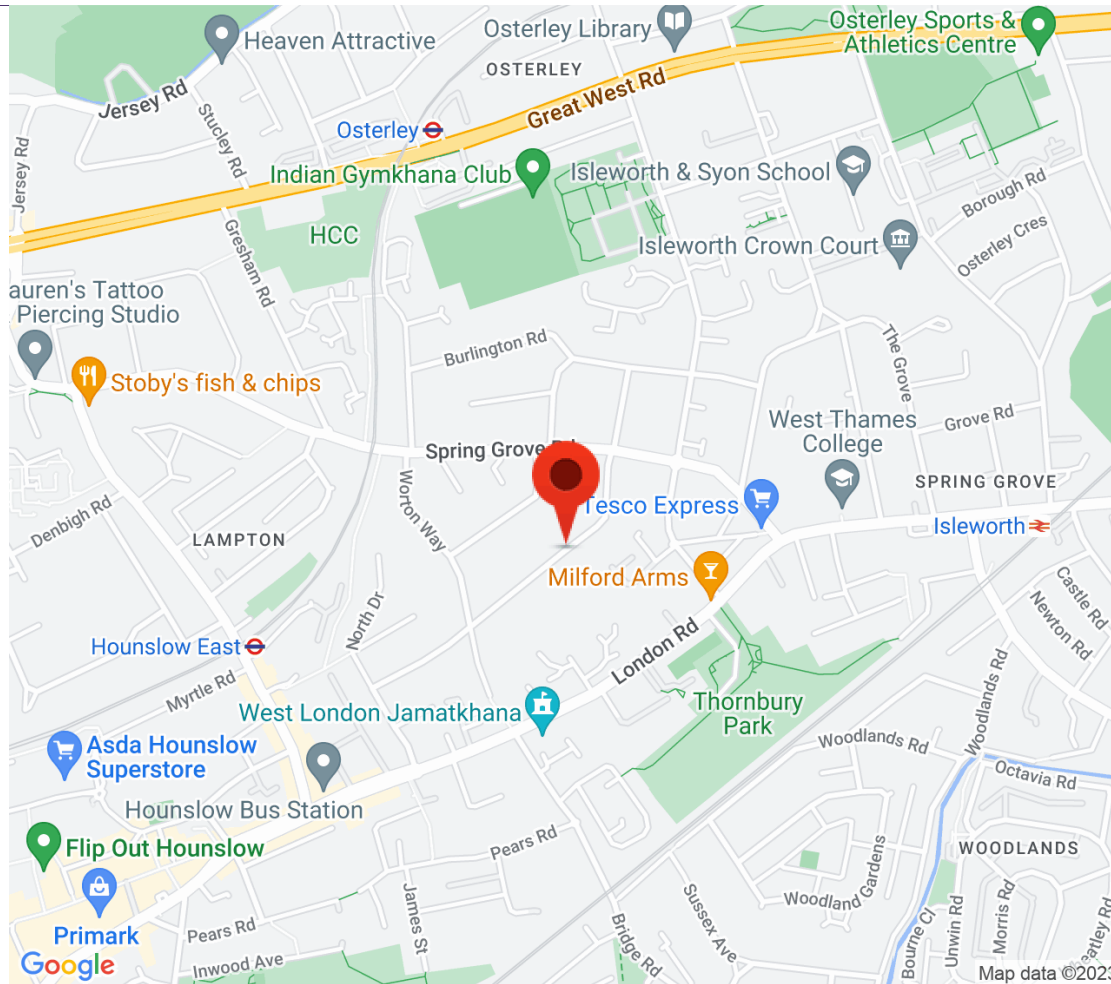 Heaven Attractive
Osterley Library
Osterley Sports &
Athletics Centre
OSTERLEY
Jersey Rd
Great West Rd
Stucley Rd
Osterley
Jersey Rd
Indian Gymkhana Club
Isleworth & Syon School
Borough Rd
HCC
Isleworth Crown Court
Osterley Cres
Gresham Rd
auren's Tattoo
Piercing Studio
Burlington Rd
The Grove
Stoby's fish & chips
West Thames
College
Grove Rd
Spring Grove
SPRING GROVE
Worton Way
Tesco Express
Isleworth
Denbigh Rd
LAMPTON
Milford Arms
Castle Rd
Newton Rd
North Dr
Hounslow East
London Rd
Myrtle Rd
Thornbury
Park
Woodlands Rd
West London Jamatkhana
Asda Hounslow
Superstore
Woodlands Rd
Octavia Rd
Hounslow Bus Station
Pears Rd
Flip Out Hounslow
WOODLANDS
Woodland Gardens
James St
Sussex Ave
Primark
Pears Rd
Bridge Rd
Bourne Cl
Unwin Rd
Morris Rd
Wheatley Rd
Inwood Ave
Google
Map data ©2023